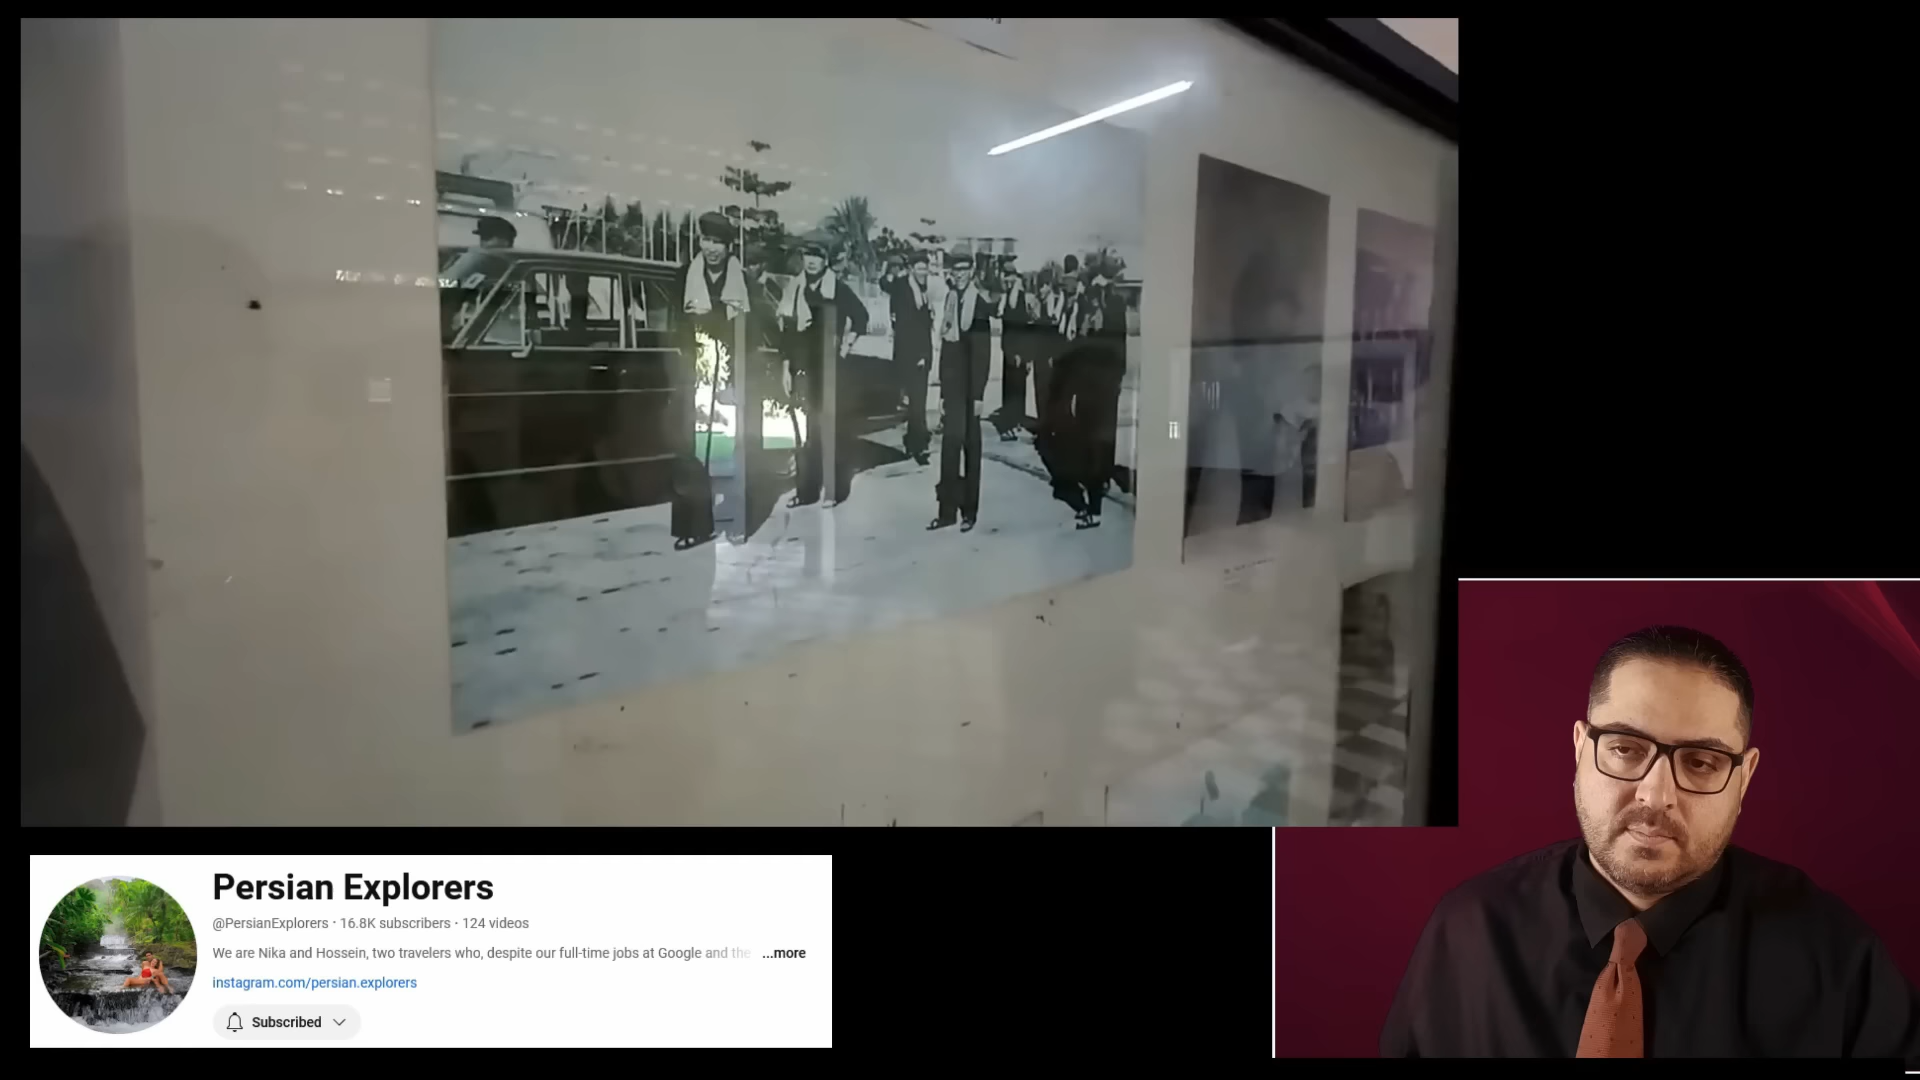 Persian Explorers
@PersianExplorers · 16.8K subscribers · 124 videos
We are Nika and Hossein, two travelers who, despite our full-time jobs at Google and the ...more
instagram.com/persian.explorers
Subscribed